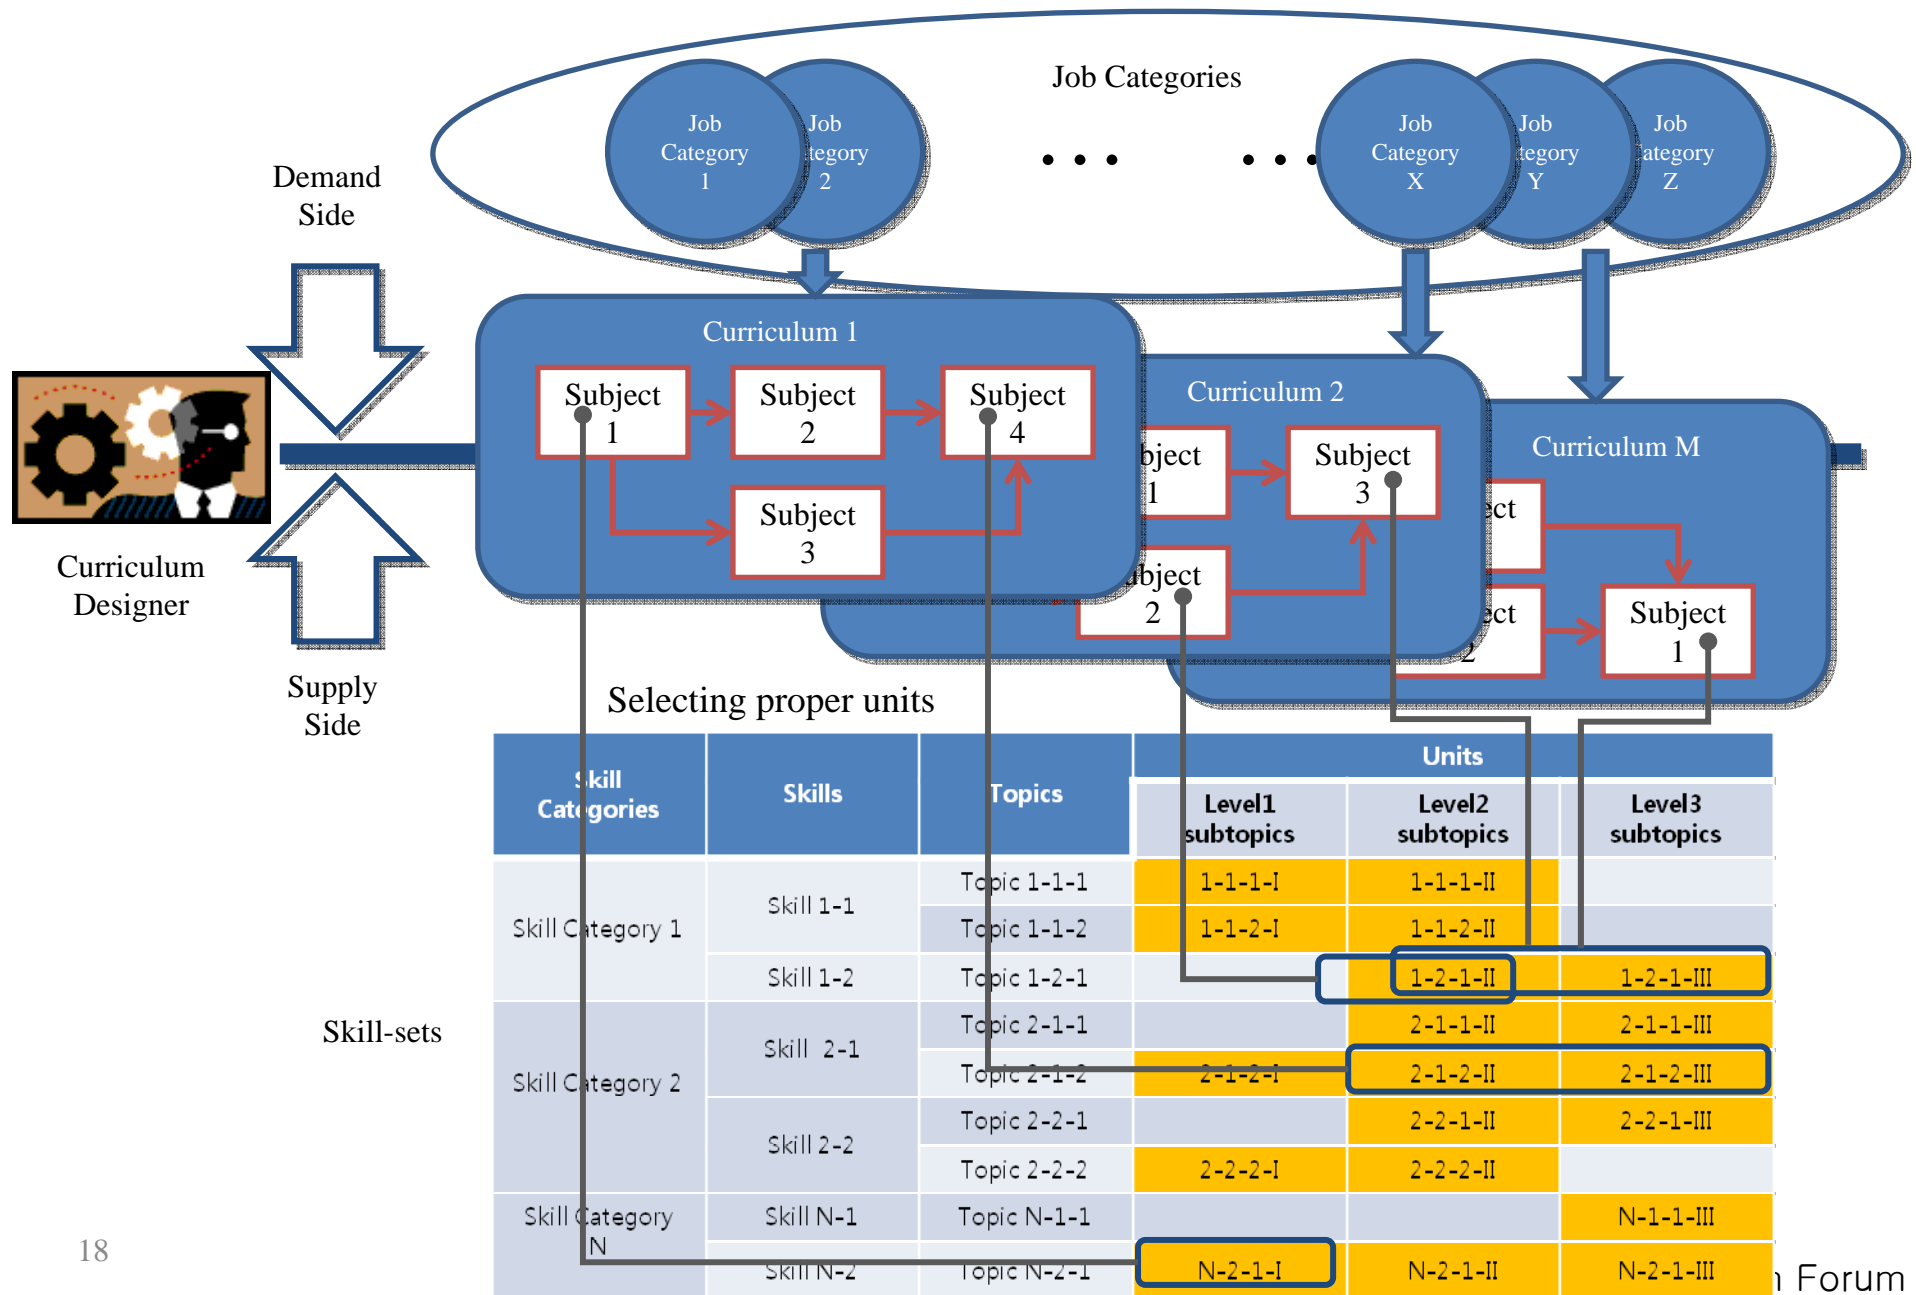 Job Categories
Job
Category
1
Job
tegory
2
Job
Category
X
Job
tegory
Y
Job
ategory
Z
Demand
Side
Curriculum
Designer
Supply
Side
Curriculum 1
Subject
1
Subject
2
Subject
4
Subject
3
Curriculum 2
bject
1
Subject
3
bject
2
Curriculum M
ect
ect
2
Subject
1
Selecting proper units
Skill
Categories
Skills
Topics
Units
Level1
subtopics
Level2
subtopics
Level3
subtopics
Skill Category 1
Skill 1-1
Topic 1-1-1
1-1-1-I
1-1-1-II
Topic 1-1-2
1-1-2-I
1-1-2-II
Skill 1-2
Topic 1-2-1
1-2-1-II
1-2-1-III
Skill-sets
Skill Category 2
Skill 2-1
Topic 2-1-1
2-1-1-II
2-1-1-III
Topic 2-1-2
2-1-2-I
2-1-2-II
2-1-2-III
Skill 2-2
Topic 2-2-1
2-2-1-II
2-2-1-III
Topic 2-2-2
2-2-2-I
2-2-2-II
Skill Category
N
Skill N-1
Topic N-1-1
N-1-1-III
Skill N-2
Topic N-2-1
N-2-1-I
N-2-1-II
N-2-1-III
18
Forum